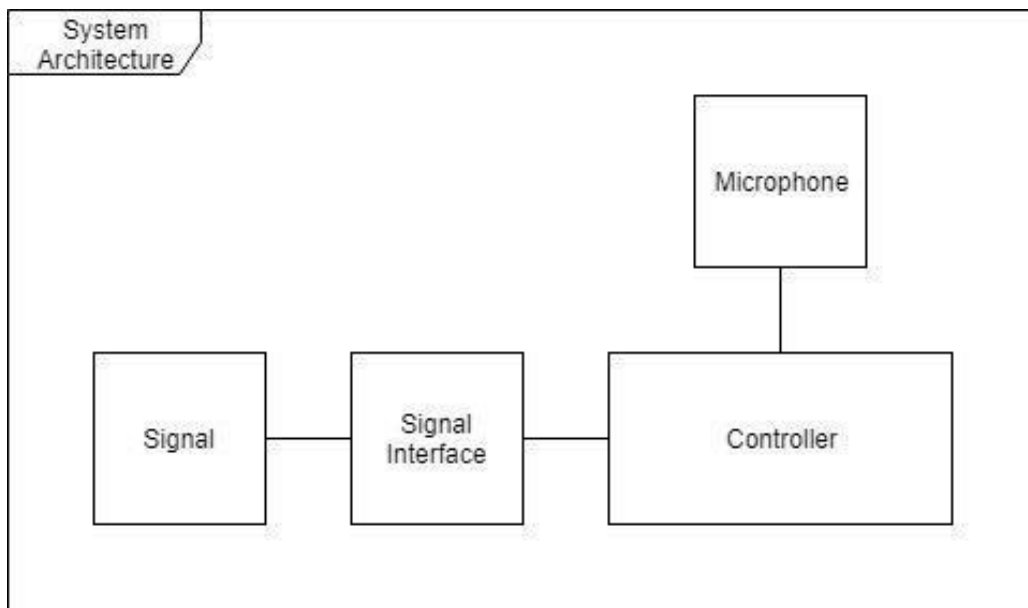 System
Architecture
Microphone
Signal
Signal
Interface
Controller